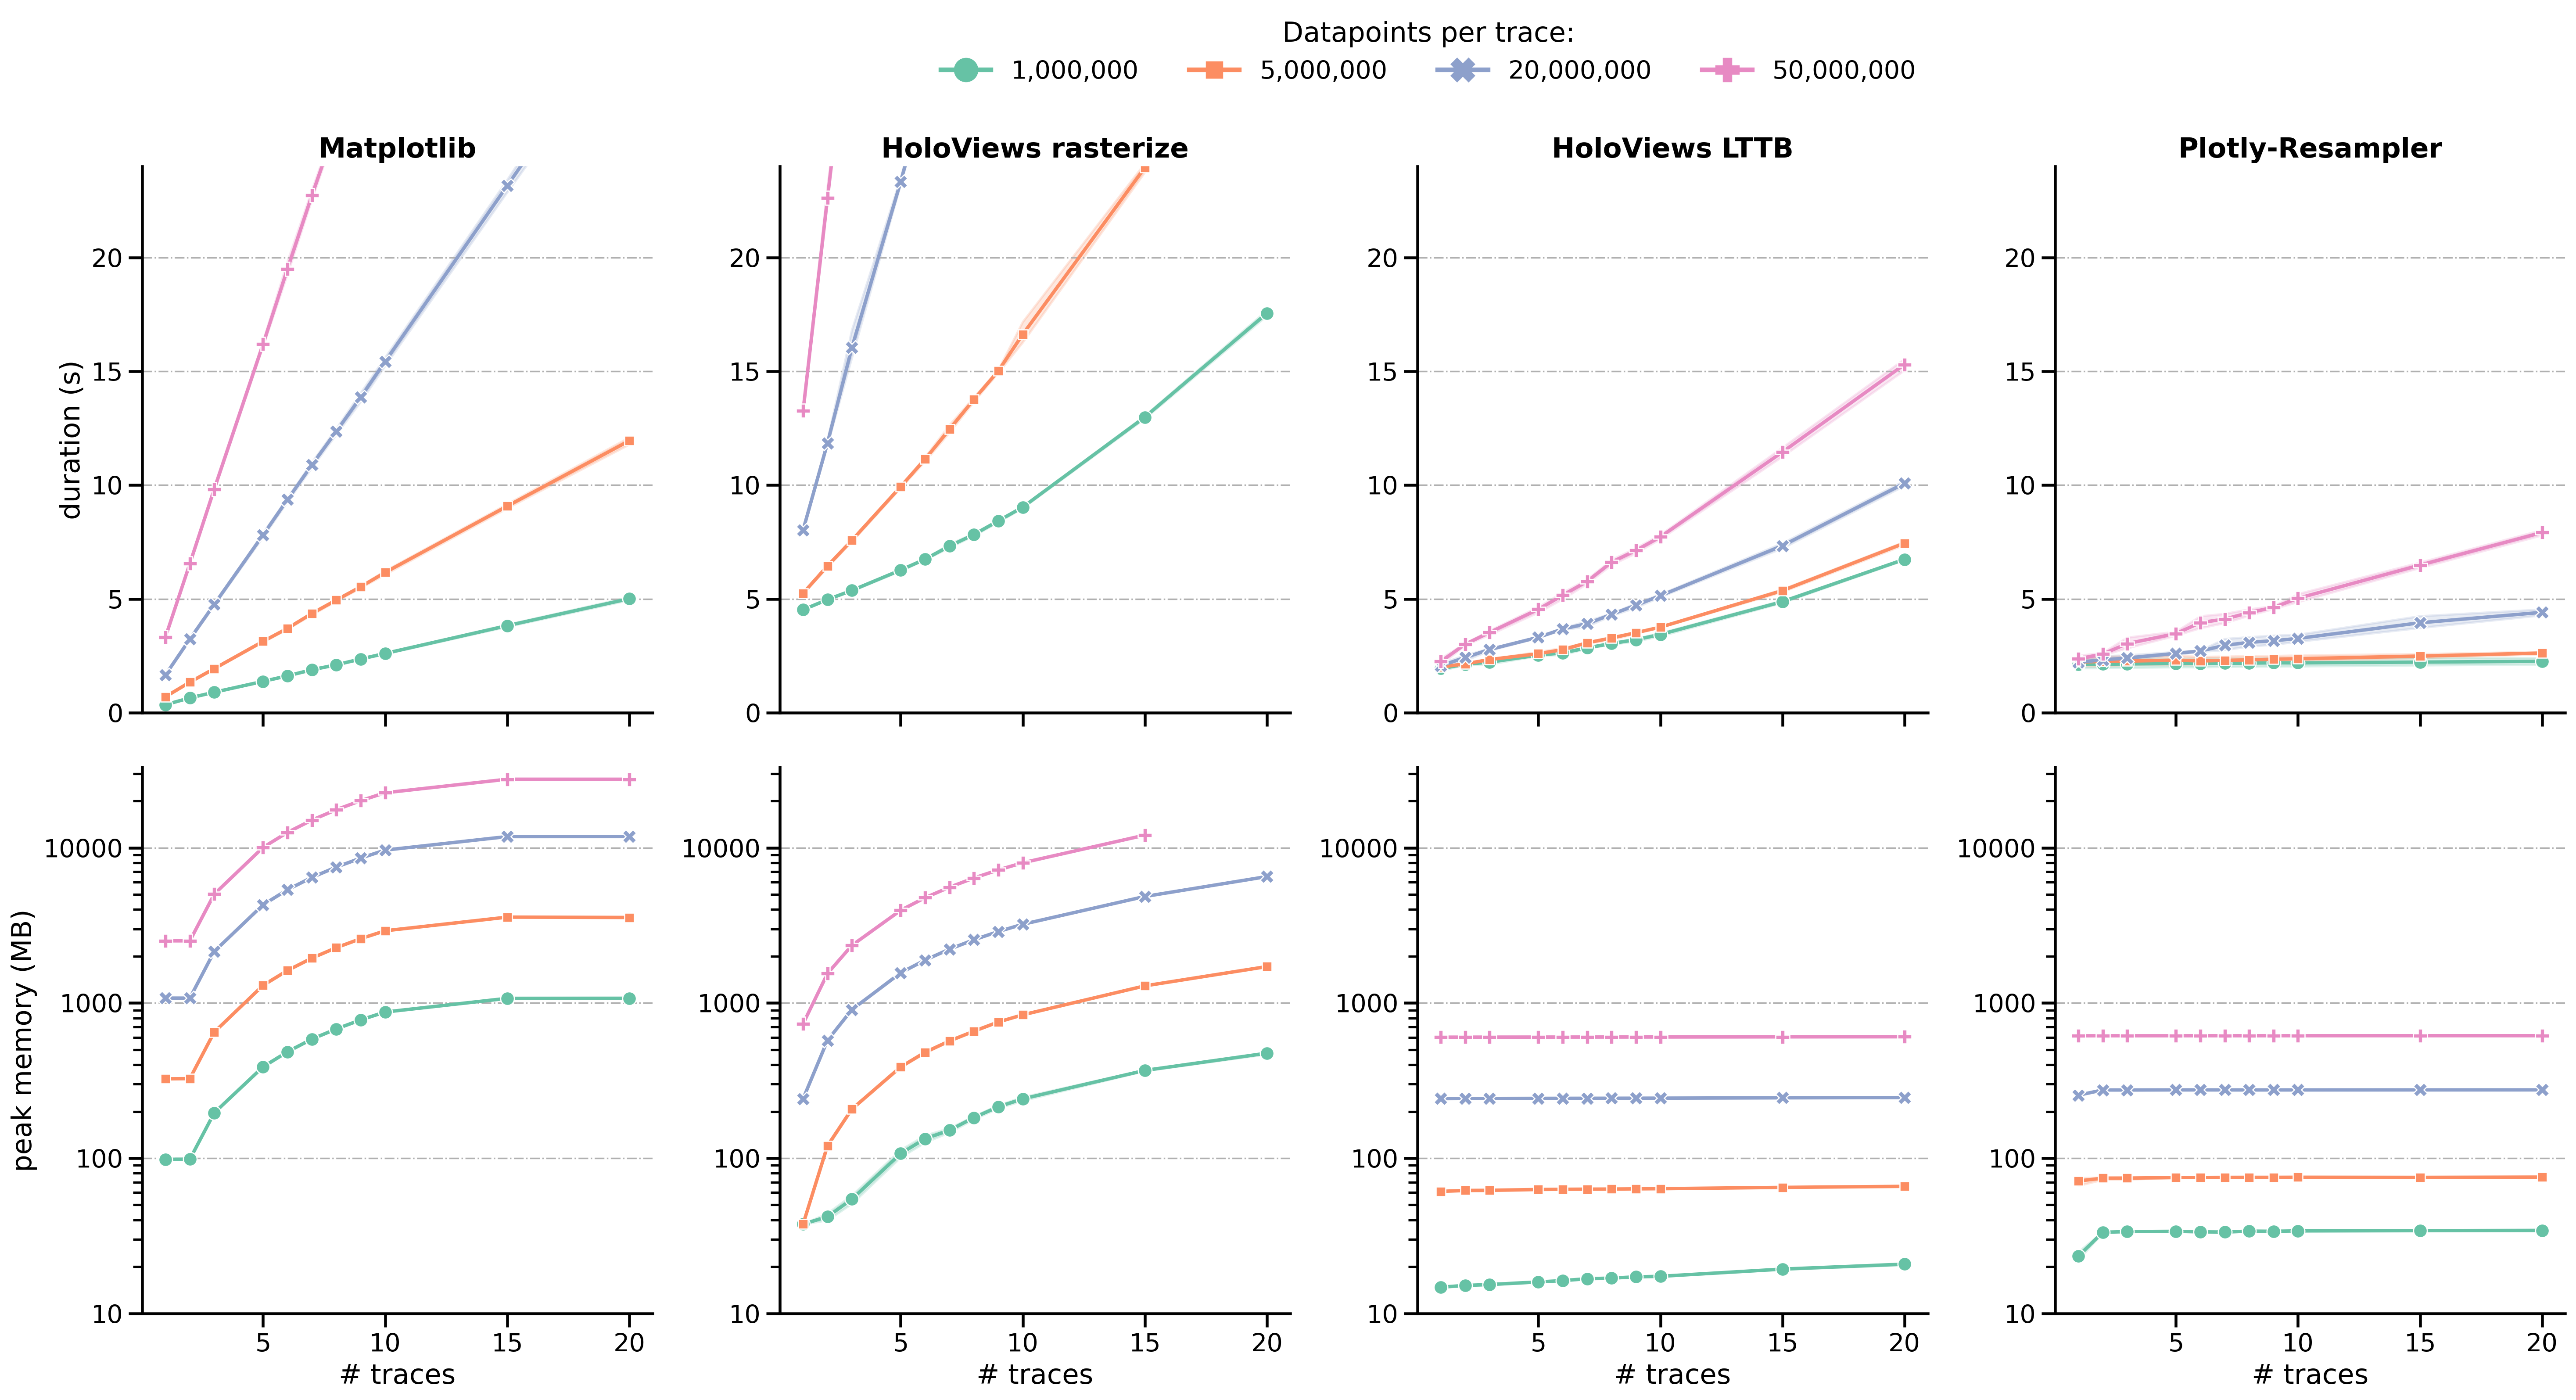 Datapoints per trace:
1,000,000 5,000,000 20,000,000 50,000,000
Matplotlib HoloViews rasterize HoloViews LTTB Plotly-Resampler
duration (s)
20 20 20 20
15 15 15 15
10 10 10 10
5 5 5 5
0 0 0 0
peak memory (MB)
10000 10000 10000 10000
1000 1000 1000 1000
100 100 100 100
10 10 10 10
5 10 15 20 5 10 15 20 5 10 15 20 5 10 15 20
# traces # traces # traces # traces